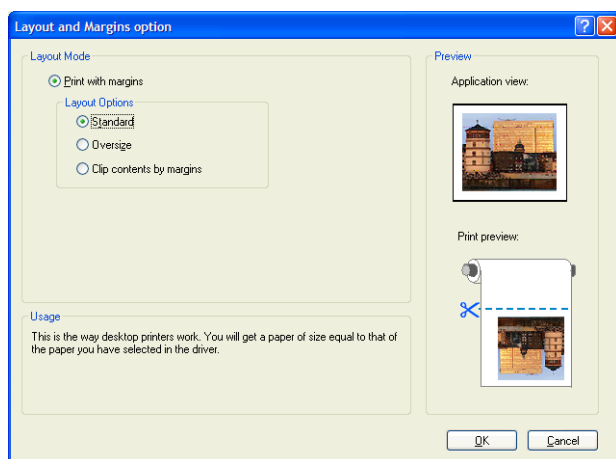 Layout and Margins option
Layout Mode
Print with margins
Layout Options
Standard
Oversize
Clip contents by margins
Usage
This is the way desktop printers work. You will get a paper of size equal to that of
the paper you have selected in the driver.
Preview
Application view:
Print preview:
OK
Cancel